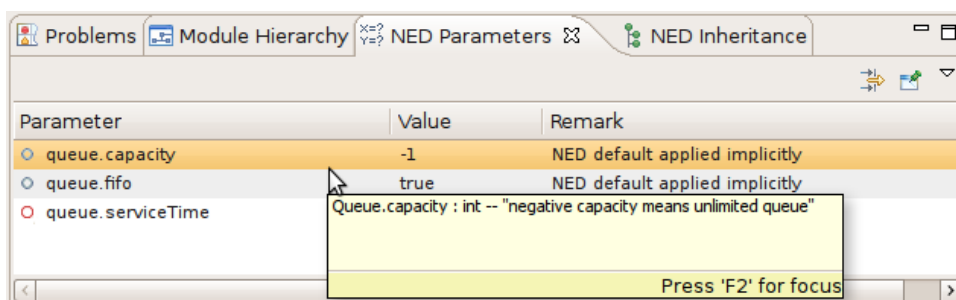 Problems Module Hierarchy NED Parameters NED Inheritance
Parameter Value Remark
queue.capacity -1 NED default applied implicitly
queue.fifo true NED default applied implicitly
queue.serviceTime
Queue.capacity : int -- "negative capacity means unlimited queue"
Press 'F2' for focus